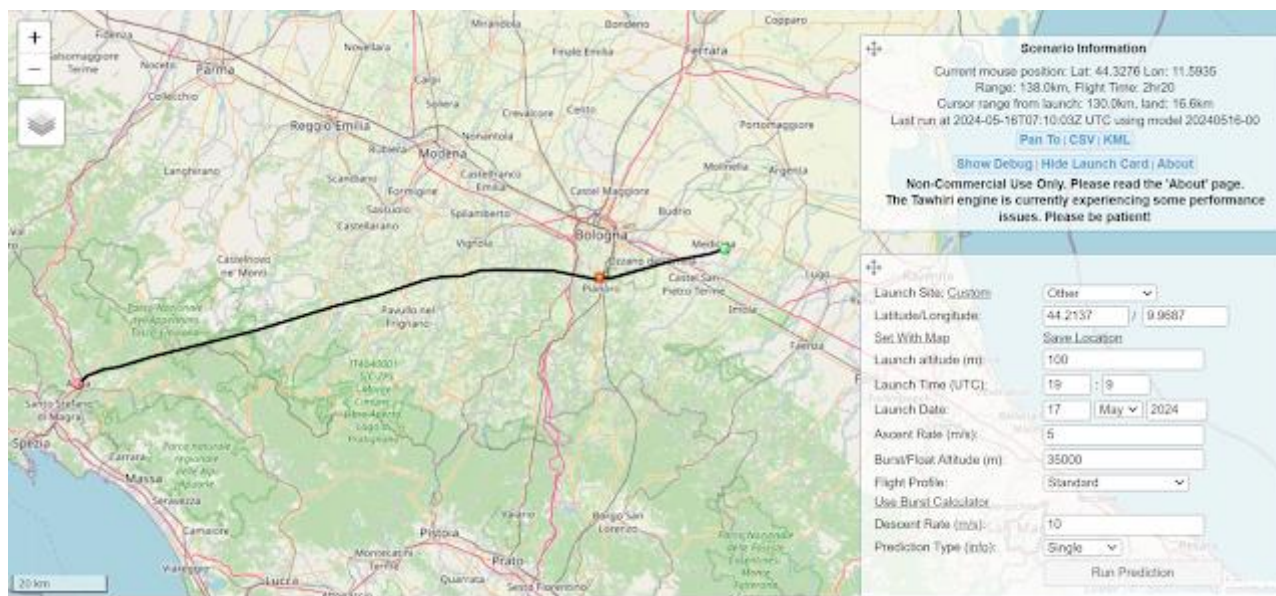 +
−
Mirandola
Bondeno
Copparo
Fidenza
Salsomaggiore
Terme
Noceto
Parma
Novellara
Finale Emilia
Ferrara
Collecchio
Carpi
Soliera
Crevalcore
Cento
Reggio Emilia
Rubiera
Nonantola
Portomaggiore
Modena
Langhirano
Scandiano
Castelfranco
Emilia
Molinella
Argenta
Formigine
Castel Maggiore
Sassuolo
Spilamberto
Budrio
Castellarano
Bologna
Vignola
Medicina
Castelnovo
ne' Monti
Ozzano dell'Emilia
Castel San
Pietro Terme
Lugo
Pianoro
Imola
Pavullo nel
Frignano
Faenza
Aulla
Santo Stefano
di Magra
Spezia
Carrara
Massa
Seravezza
Camaiore
Viareggio
Lucca
Pistoia
Montecatini
Terme
Vaiano
Borgo San
Lorenzo
Prato
Quarrata
Sesto Fiorentino
20 km
Scenario Information
Current mouse position: Lat: 44.3276 Lon: 11.5935
Range: 138.0km, Flight Time: 2hr20
Cursor range from launch: 130.0km, land: 16.6km
Last run at 2024-05-16T07:10:03Z UTC using model 20240516-00
Pan To | CSV | KML
Show Debug | Hide Launch Card | About
Non-Commercial Use Only. Please read the 'About' page.
The Tawhiri engine is currently experiencing some performance
issues. Please be patient!
Launch Site: Custom Other
Latitude/Longitude: 44.2137 / 9.9687
Set With Map Save Location
Launch altitude (m): 100
Launch Time (UTC): 19 : 9
Launch Date: 17 May 2024
Ascent Rate (m/s): 5
Burst/Float Altitude (m): 35000
Flight Profile: Standard
Use Burst Calculator
Descent Rate (m/s): 10
Prediction Type (info): Single
Run Prediction